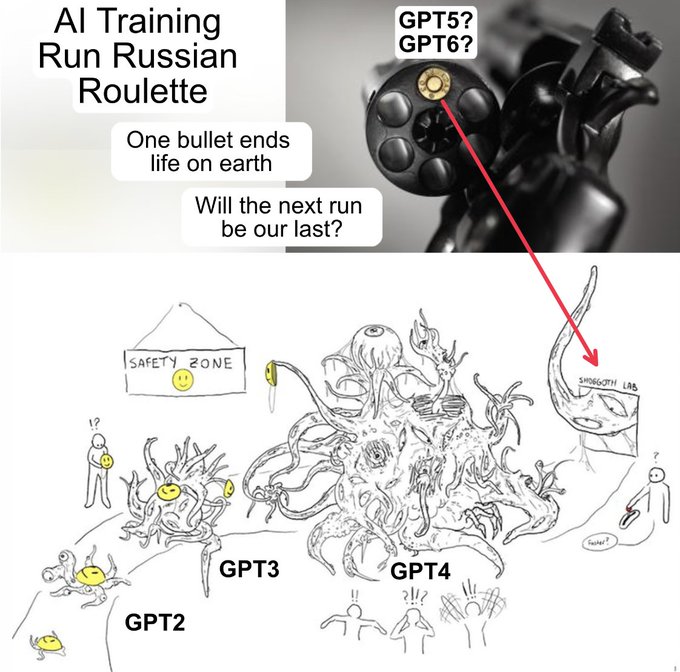 AI Training
Run Russian
Roulette
GPT5?
GPT6?
One bullet ends
life on earth
Will the next run
be our last?
SAFETY ZONE
SHOGGOTH LAB
!?
?
Faster?
GPT3
GPT4
GPT2
!!
?!!?
!!